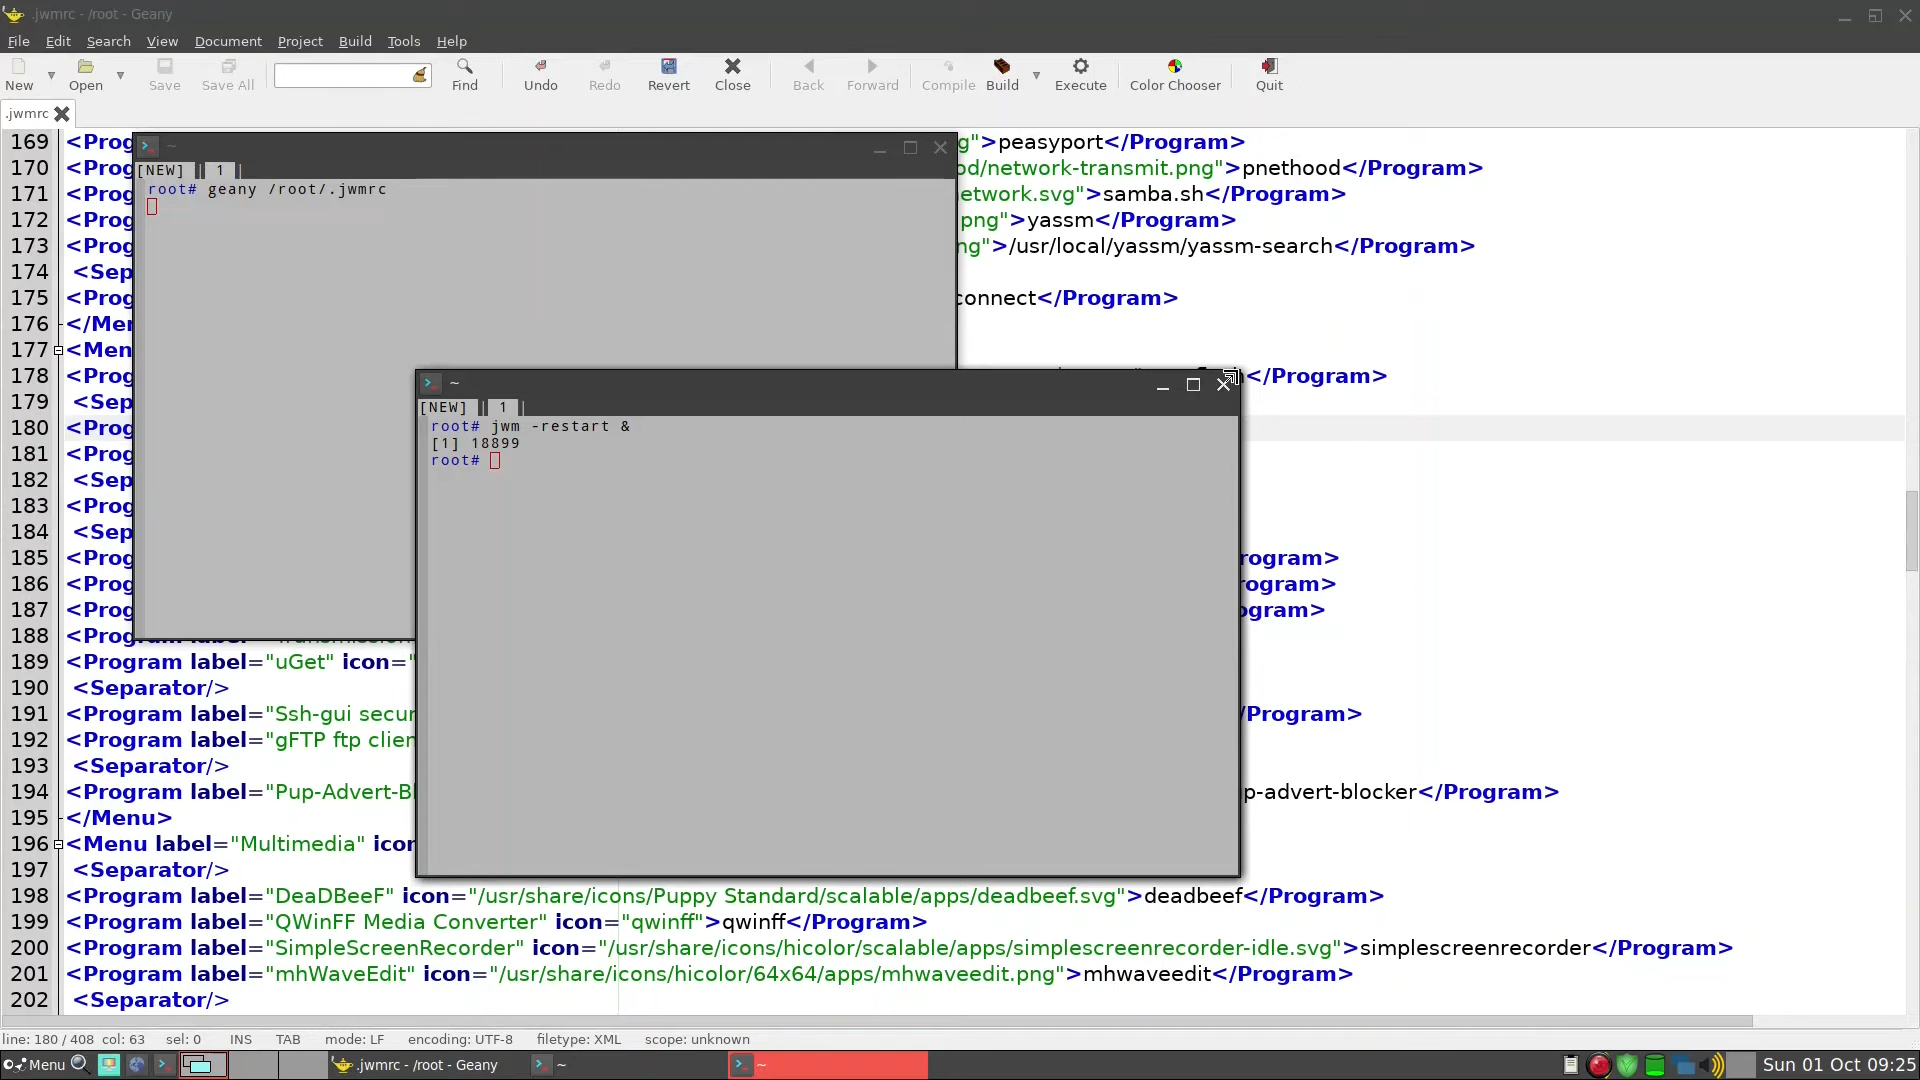 .jwmrc - /root - Geany
File Edit Search View Document Project Build Tools Help
New Open Save Save All Find Undo Redo Revert Close Back Forward Compile Build Execute Color Chooser Quit
.jwmrc
169 <Prog g">peasyport</Program>
170 <Prog od/network-transmit.png">pnethood</Program>
171 <Prog etwork.svg">samba.sh</Program>
172 <Prog png">yassm</Program>
173 <Prog ng">/usr/local/yassm/yassm-search</Program>
174 <Sep
175 <Prog connect</Program>
176 </Men
177 <Men
178 <Prog </Program>
179 <Sep
180 <Prog
181 <Prog
182 <Sep
183 <Prog
184 <Sep
185 <Prog rogram>
186 <Prog ogram>
187 <Prog ogram>
188 <Prog
189 <Program label="uGet" icon="
190 <Separator/>
191 <Program label="Ssh-gui secur /Program>
192 <Program label="gFTP ftp clien
193 <Separator/>
194 <Program label="Pup-Advert-Bl p-advert-blocker</Program>
195 </Menu>
196 <Menu label="Multimedia" icon
197 <Separator/>
198 <Program label="DeaDBeeF" icon="/usr/share/icons/Puppy Standard/scalable/apps/deadbeef.svg">deadbeef</Program>
199 <Program label="QWinFF Media Converter" icon="qwinff">qwinff</Program>
200 <Program label="SimpleScreenRecorder" icon="/usr/share/icons/hicolor/scalable/apps/simplescreenrecorder-idle.svg">simplescreenrecorder</Program>
201 <Program label="mhWaveEdit" icon="/usr/share/icons/hicolor/64x64/apps/mhwaveedit.png">mhwaveedit</Program>
202 <Separator/>
~
[NEW] | 1 |
root# geany /root/.jwmrc
~
[NEW] | 1 |
root# jwm -restart &
[1] 18899
root#
line: 180 / 408 col: 63 sel: 0 INS TAB mode: LF encoding: UTF-8 filetype: XML scope: unknown
Menu .jwmrc - /root - Geany ~ ~ Sun 01 Oct 09:25